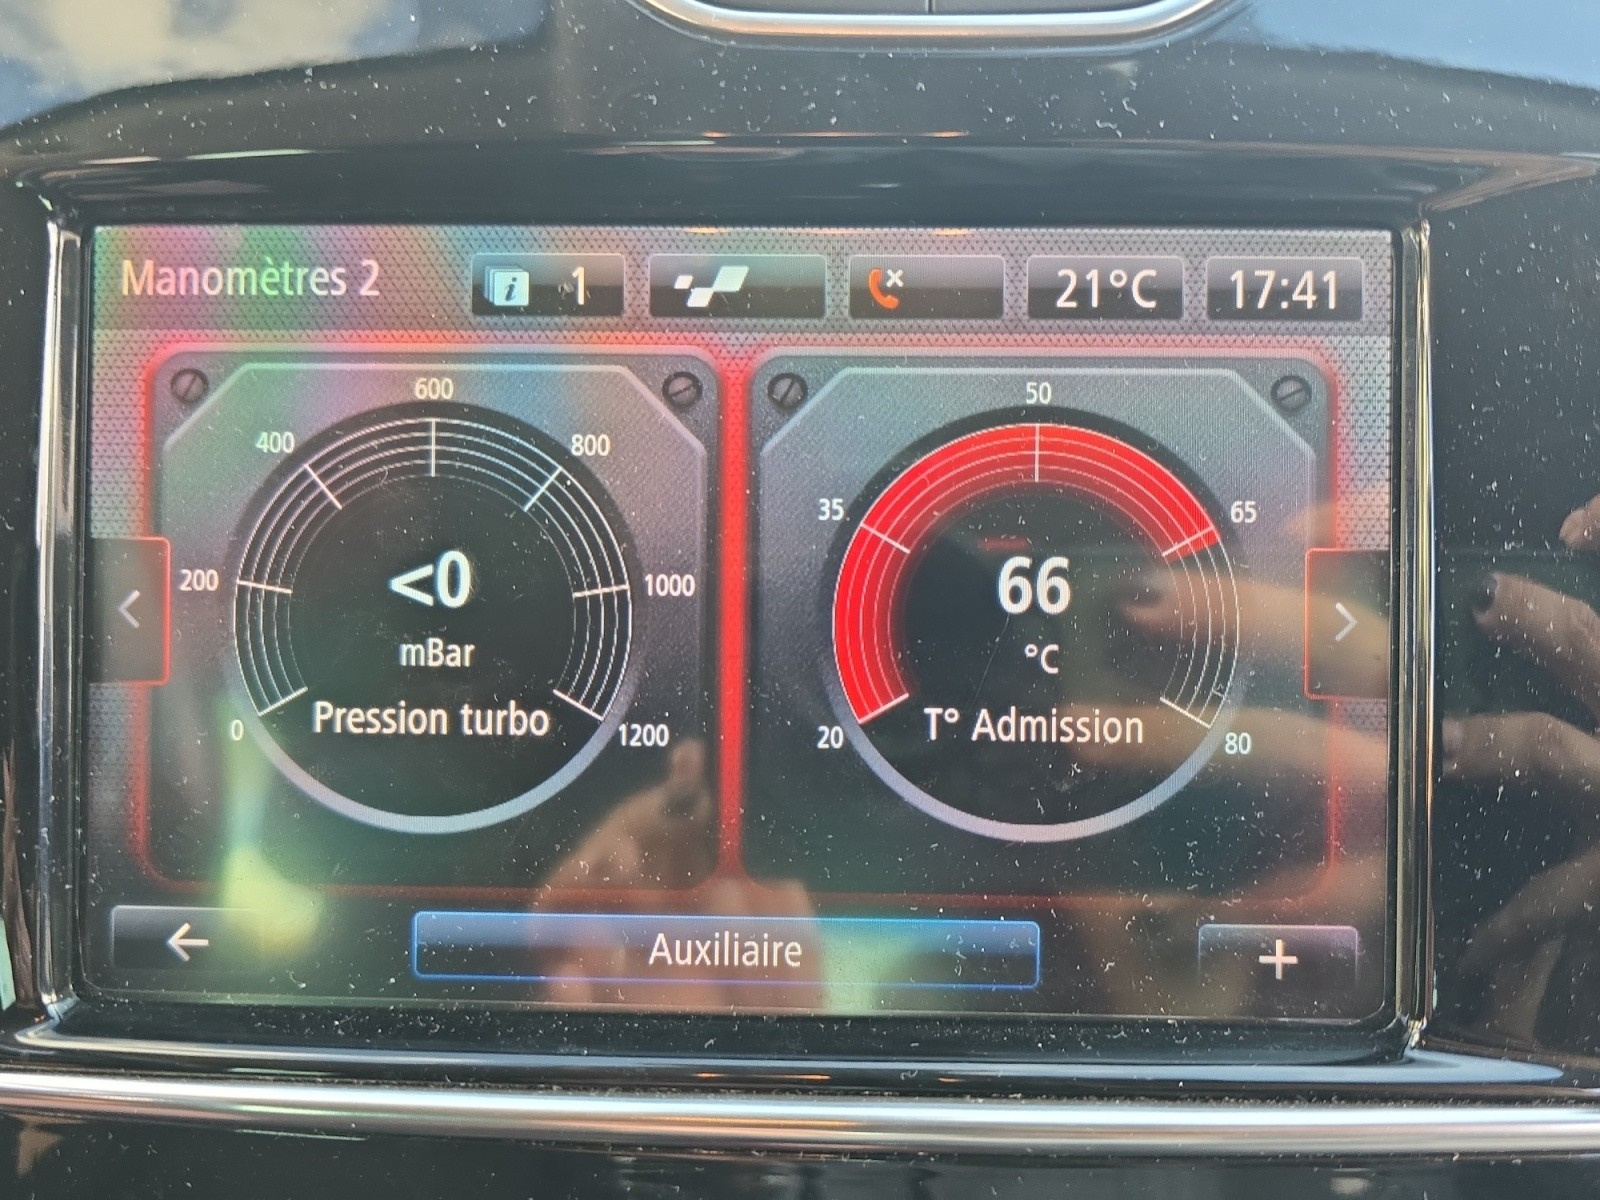 Manomètres 2
1
21°C
17:41
0
200
400
600
800
1000
1200
<0
mBar
Pression turbo
20
35
50
65
80
66
°C
T° Admission
Auxiliaire